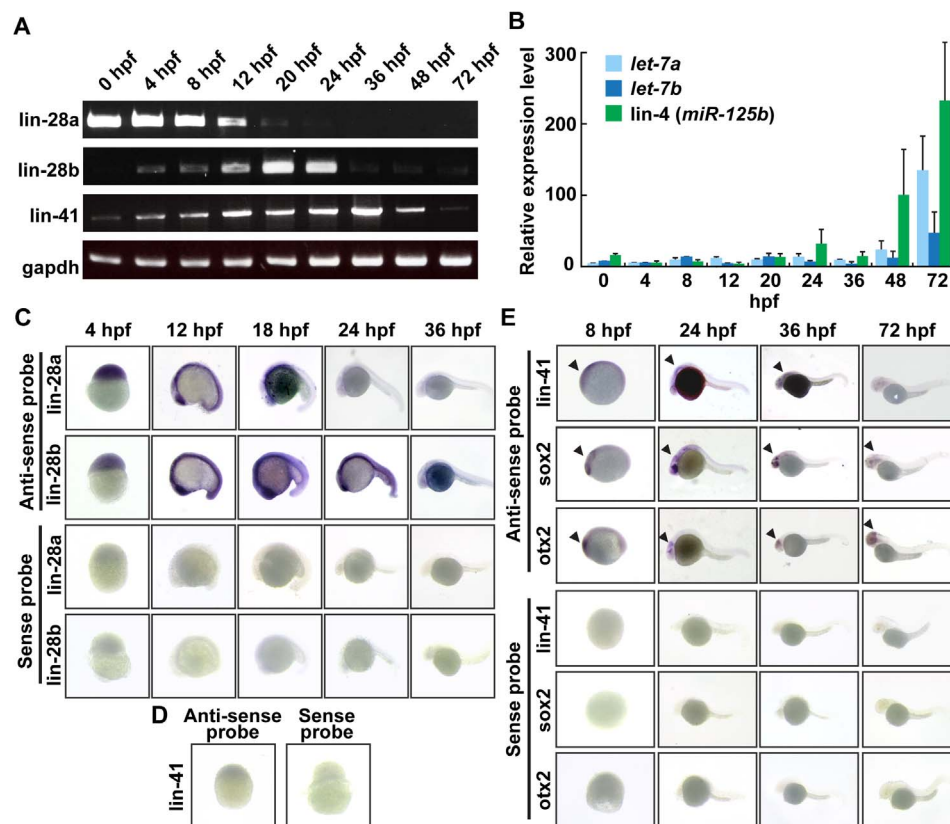 A
0 hpf 4 hpf 8 hpf 12 hpf 20 hpf 24 hpf 36 hpf 48 hpf 72 hpf
lin-28a
lin-28b
lin-41
gapdh
B
Relative expression level
300
200
100
0
let-7a
let-7b
lin-4 (miR-125b)
0 4 8 12 20 24 36 48 72
hpf
C
4 hpf 12 hpf 18 hpf 24 hpf 36 hpf
Anti-sense probe
lin-28a
lin-28b
Sense probe
lin-28a
lin-28b
D
Anti-sense probe
Sense probe
lin-41
E
8 hpf 24 hpf 36 hpf 72 hpf
Anti-sense probe
lin-41
sox2
otx2
Sense probe
lin-41
sox2
otx2